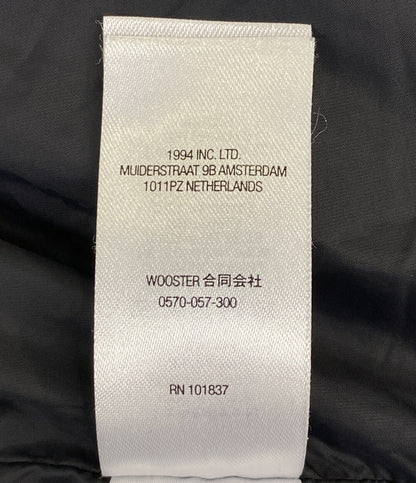 1994 INC. LTD.
MUIDERSTRAAT 9B AMSTERDAM
1011PZ NETHERLANDS
WOOSTER 合同会社
0570-057-300
RN 101837